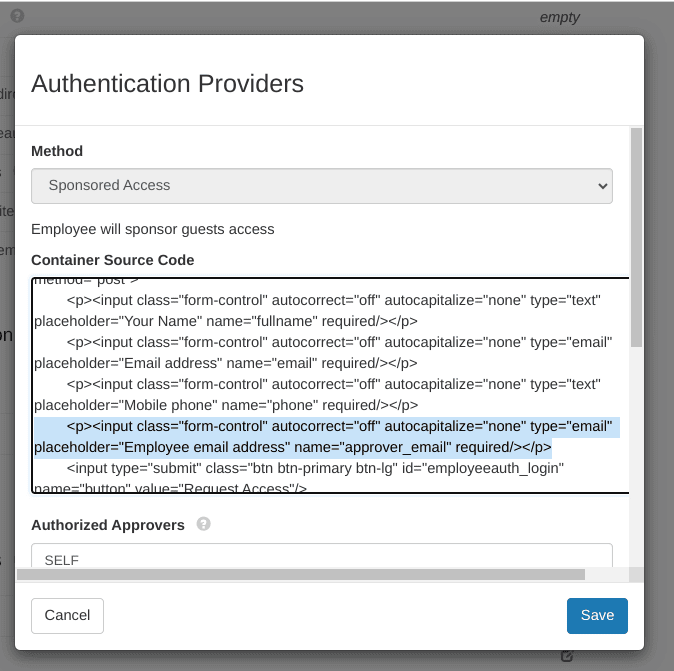 empty
Authentication Providers
Method
Sponsored Access
Employee will sponsor guests access
Container Source Code
method="post">
<p><input class="form-control" autocorrect="off" autocapitalize="none" type="text"
placeholder="Your Name" name="fullname" required/></p>
<p><input class="form-control" autocorrect="off" autocapitalize="none" type="email"
placeholder="Email address" name="email" required/></p>
<p><input class="form-control" autocorrect="off" autocapitalize="none" type="text"
placeholder="Mobile phone" name="phone" required/></p>
<p><input class="form-control" autocorrect="off" autocapitalize="none" type="email"
placeholder="Employee email address" name="approver_email" required/></p>
<input type="submit" class="btn btn-primary btn-lg" id="employeeauth_login"
name="button" value="Request Access"/>
Authorized Approvers ?
SELF
Cancel
Save